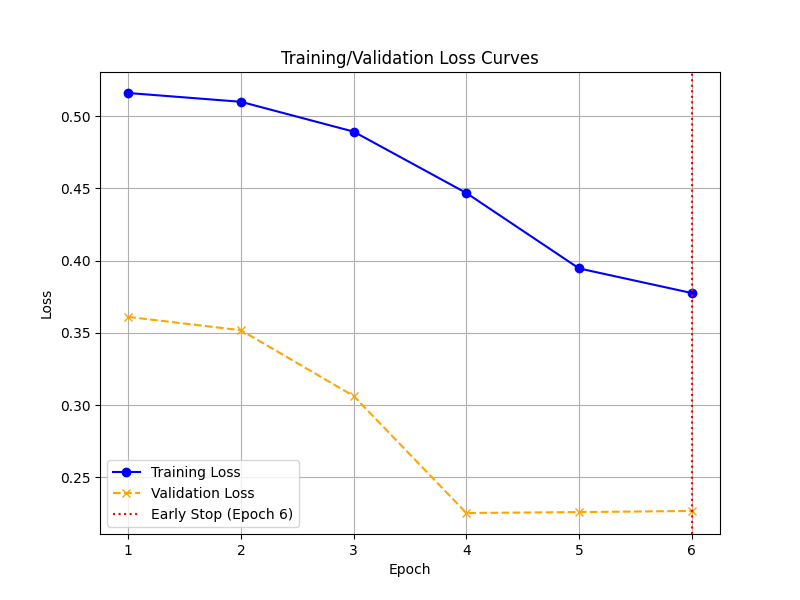 Training/Validation Loss Curves
0.50
0.45
0.40
0.35
0.30
0.25
Loss
Training Loss
Validation Loss
Early Stop (Epoch 6)
1 2 3 4 5 6
Epoch